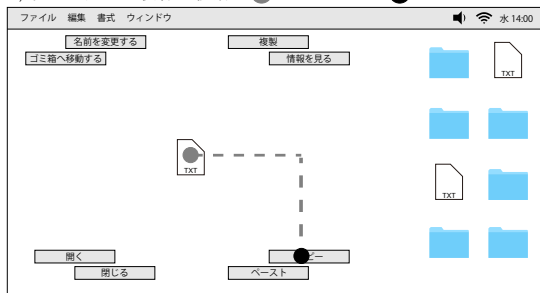 ファイル 編集 書式 ウィンドウ
水 14:00
名前を変更する
複製
ゴミ箱へ移動する
情報を見る
TXT
TXT
TXT
開く
ピー
閉じる
ペースト